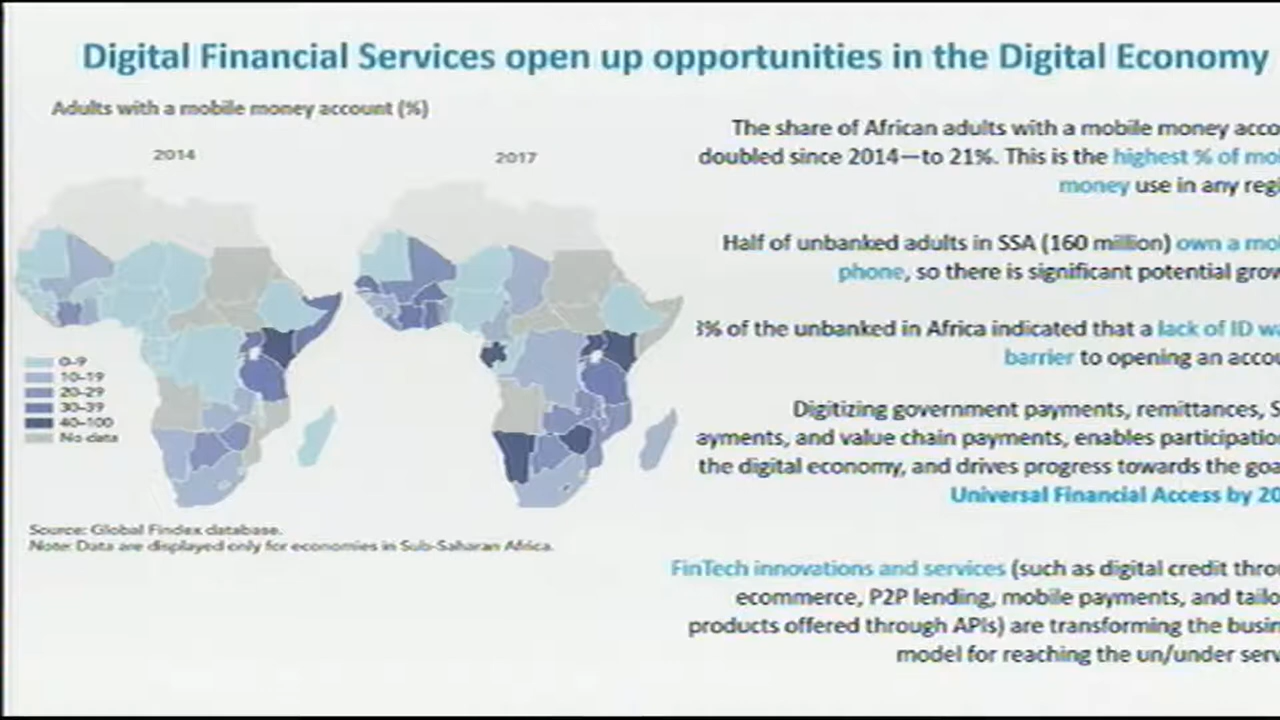 Digital Financial Services open up opportunities in the Digital Economy
Adults with a mobile money account (%)
2014
2017
0–9
10–19
20–29
30–39
40–100
No data
Source: Global Findex database.
Note: Data are displayed only for economies in Sub-Saharan Africa.
The share of African adults with a mobile money acco
doubled since 2014—to 21%. This is the highest % of mo
money use in any regi
Half of unbanked adults in SSA (160 million) own a mo
phone, so there is significant potential grow
3% of the unbanked in Africa indicated that a lack of ID wa
barrier to opening an accou
Digitizing government payments, remittances, S
ayments, and value chain payments, enables participatio
the digital economy, and drives progress towards the goa
Universal Financial Access by 20
FinTech innovations and services (such as digital credit throu
ecommerce, P2P lending, mobile payments, and tailo
products offered through APIs) are transforming the busin
model for reaching the un/under serv